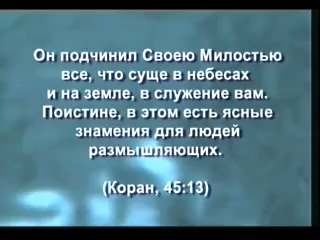 Он подчинил Своею Милостью
все, что суще в небесах
и на земле, в служение вам.
Поистине, в этом есть ясные
знамения для людей
размышляющих.
(Коран, 45:13)